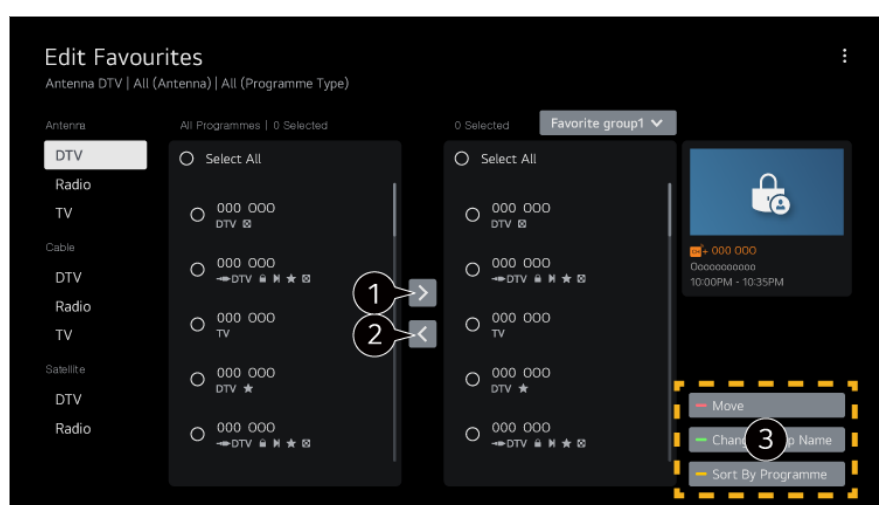 Edit Favourites
Antenna DTV | All (Antenna) | All (Programme Type)
Antenna
DTV
Radio
TV
Cable
DTV
Radio
TV
Satellite
DTV
Radio
All Programmes | 0 Selected
Select All
000 000
DTV
000 000
DTV
000 000
TV
000 000
DTV
000 000
DTV
1
2
0 Selected
Favorite group1
Select All
000 000
DTV
000 000
DTV
000 000
TV
000 000
DTV
000 000
DTV
+ 000 000
Ooooooooooo
10:00PM - 10:35PM
Move
3
Name
Sort By Programme